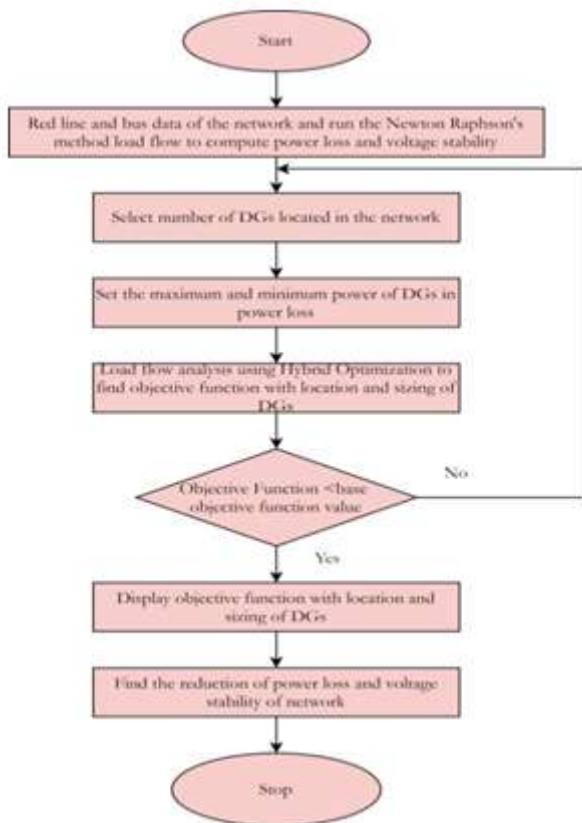 Start
Red line and bus data of the network and run the Newton Raphson's
method load flow to compute power loss and voltage stability
Select number of DGs located in the network
Set the maximum and minimum power of DGs in
power loss
Load flow analysis using Hybrid Optimization to
find objective function with location and sizing of
DGs
Objective Function <base
objective function value
No
Yes
Display objective function with location and
sizing of DGs
Find the reduction of power loss and voltage
stability of network
Stop